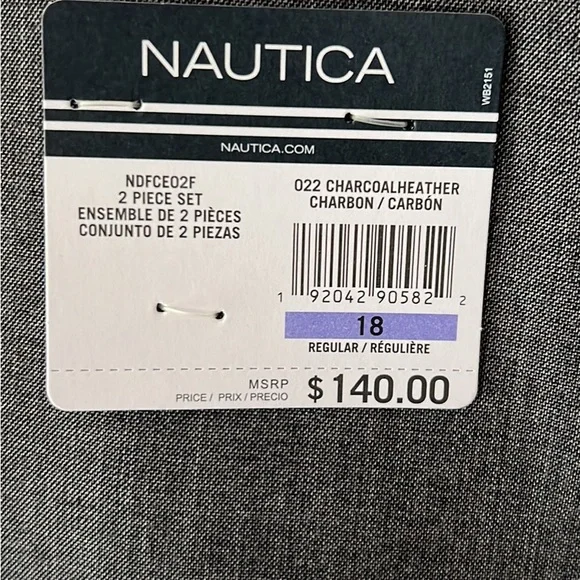 NAUTICA
WB2151
NAUTICA.COM
NDFCE02F
2 PIECE SET
ENSEMBLE DE 2 PIÈCES
CONJUNTO DE 2 PIEZAS
022 CHARCOALHEATHER
CHARBON / CARBÓN
1 92042 90582 2
18
REGULAR / RÉGULIÈRE
MSRP
PRICE / PRIX / PRECIO
$140.00